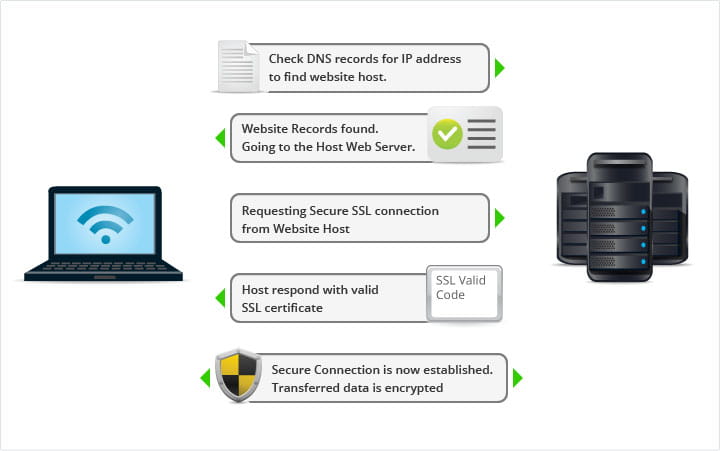 Check DNS records for IP address
to find website host.
Website Records found.
Going to the Host Web Server.
Requesting Secure SSL connection
from Website Host
Host respond with valid
SSL certificate
SSL Valid
Code
Secure Connection is now established.
Transferred data is encrypted